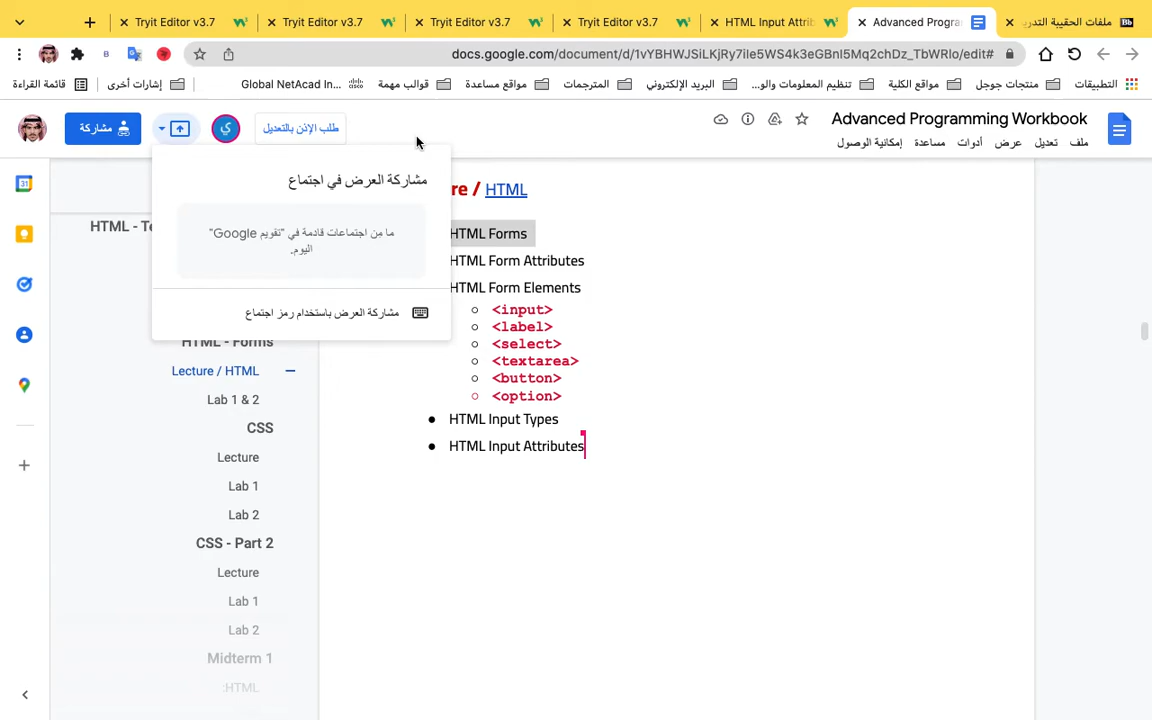 Tryit Editor v3.7
Tryit Editor v3.7
Tryit Editor v3.7
Tryit Editor v3.7
HTML Input Attrib
Advanced Progra
ملفات الحقيبة التدري
Bb
docs.google.com/document/d/1vYBHWJSiLKjRy7iie5WS4k3eGBnI5Mq2chDz_TbWRIo/edit#
التطبيقات
منتجات جوجل
مواقع الكلية
تنظيم المعلومات والو...
البريد الإلكتروني
المترجمات
مواقع مساعدة
قوالب مهمة
Global NetAcad In...
إشارات أخرى
قائمة القراءة
Advanced Programming Workbook
ملف تعديل عرض أدوات مساعدة إمكانية الوصول
طلب الإذن بالتعديل
ي
مشاركة
مشاركة العرض في اجتماع
ما مِن اجتماعات قادمة في "تقويم Google"
اليوم.
مشاركة العرض باستخدام رمز اجتماع
31
re / HTML
HTML Forms
HTML Form Attributes
HTML Form Elements
<input>
<label>
<select>
<textarea>
<button>
<option>
HTML Input Types
HTML Input Attributes
HTML - Te
HTML - Forms
Lecture / HTML
Lab 1 & 2
CSS
Lecture
Lab 1
Lab 2
CSS - Part 2
Lecture
Lab 1
Lab 2
Midterm 1
HTML: